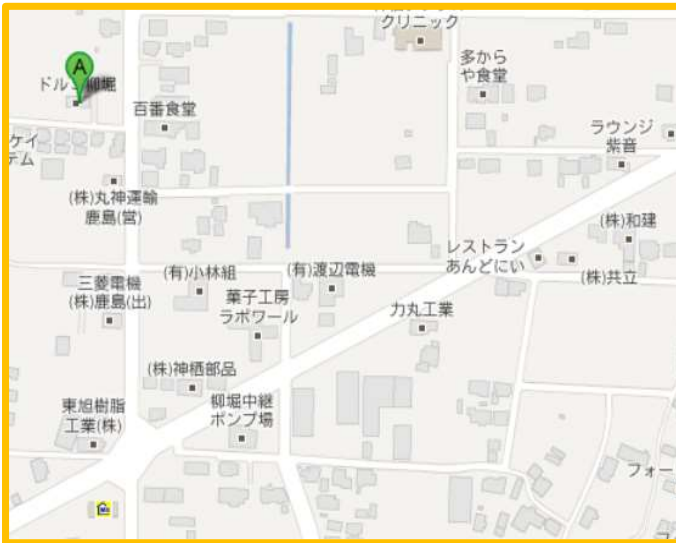 クリニック
A
多から
や食堂
百番食堂
ラウンジ
紫音
ケイ
テム
(株)丸神運輸
鹿島(営)
(株)和建
レストラン
あんどにい
(有)小林組
(有)渡辺電機
(株)共立
三菱電機
(株)鹿島(出)
菓子工房
ラボワール
力丸工業
(株)神栖部品
東旭樹脂
工業(株)
柳堀中継
ポンプ場
フォー